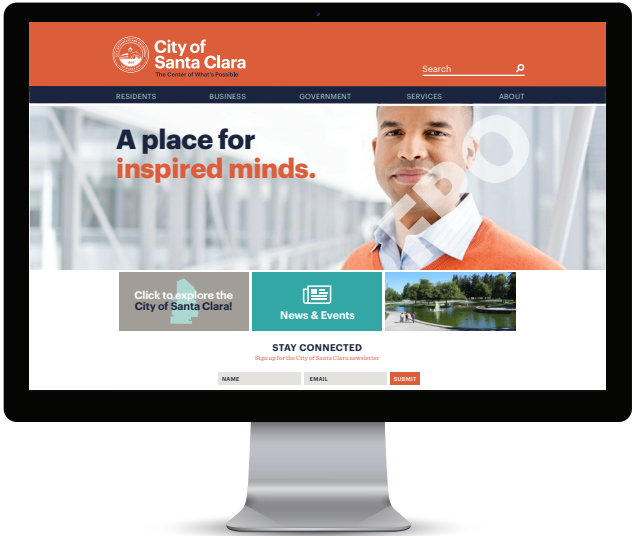 City of
Santa Clara
The Center of What's Possible
Search
RESIDENTS BUSINESS GOVERNMENT SERVICES ABOUT
A place for
inspired minds.
FPO
Click to explore the
City of Santa Clara!
News & Events
STAY CONNECTED
Sign up for the City of Santa Clara newsletter
NAME EMAIL SUBMIT